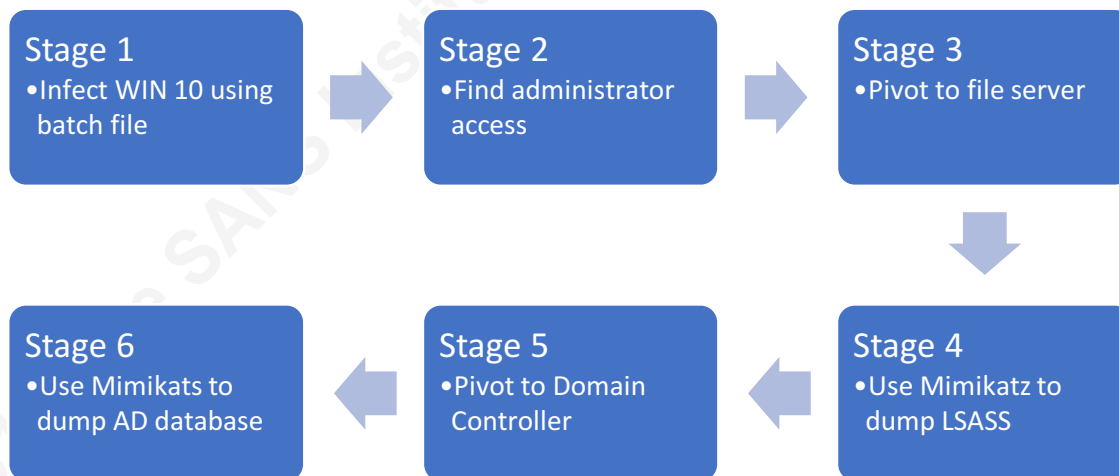 Stage 1
•Infect WIN 10 using
batch file
Stage 2
•Find administrator
access
Stage 3
•Pivot to file server
Stage 4
•Use Mimikatz to
dump LSASS
Stage 5
•Pivot to Domain
Controller
Stage 6
•Use Mimikats to
dump AD database
SANS